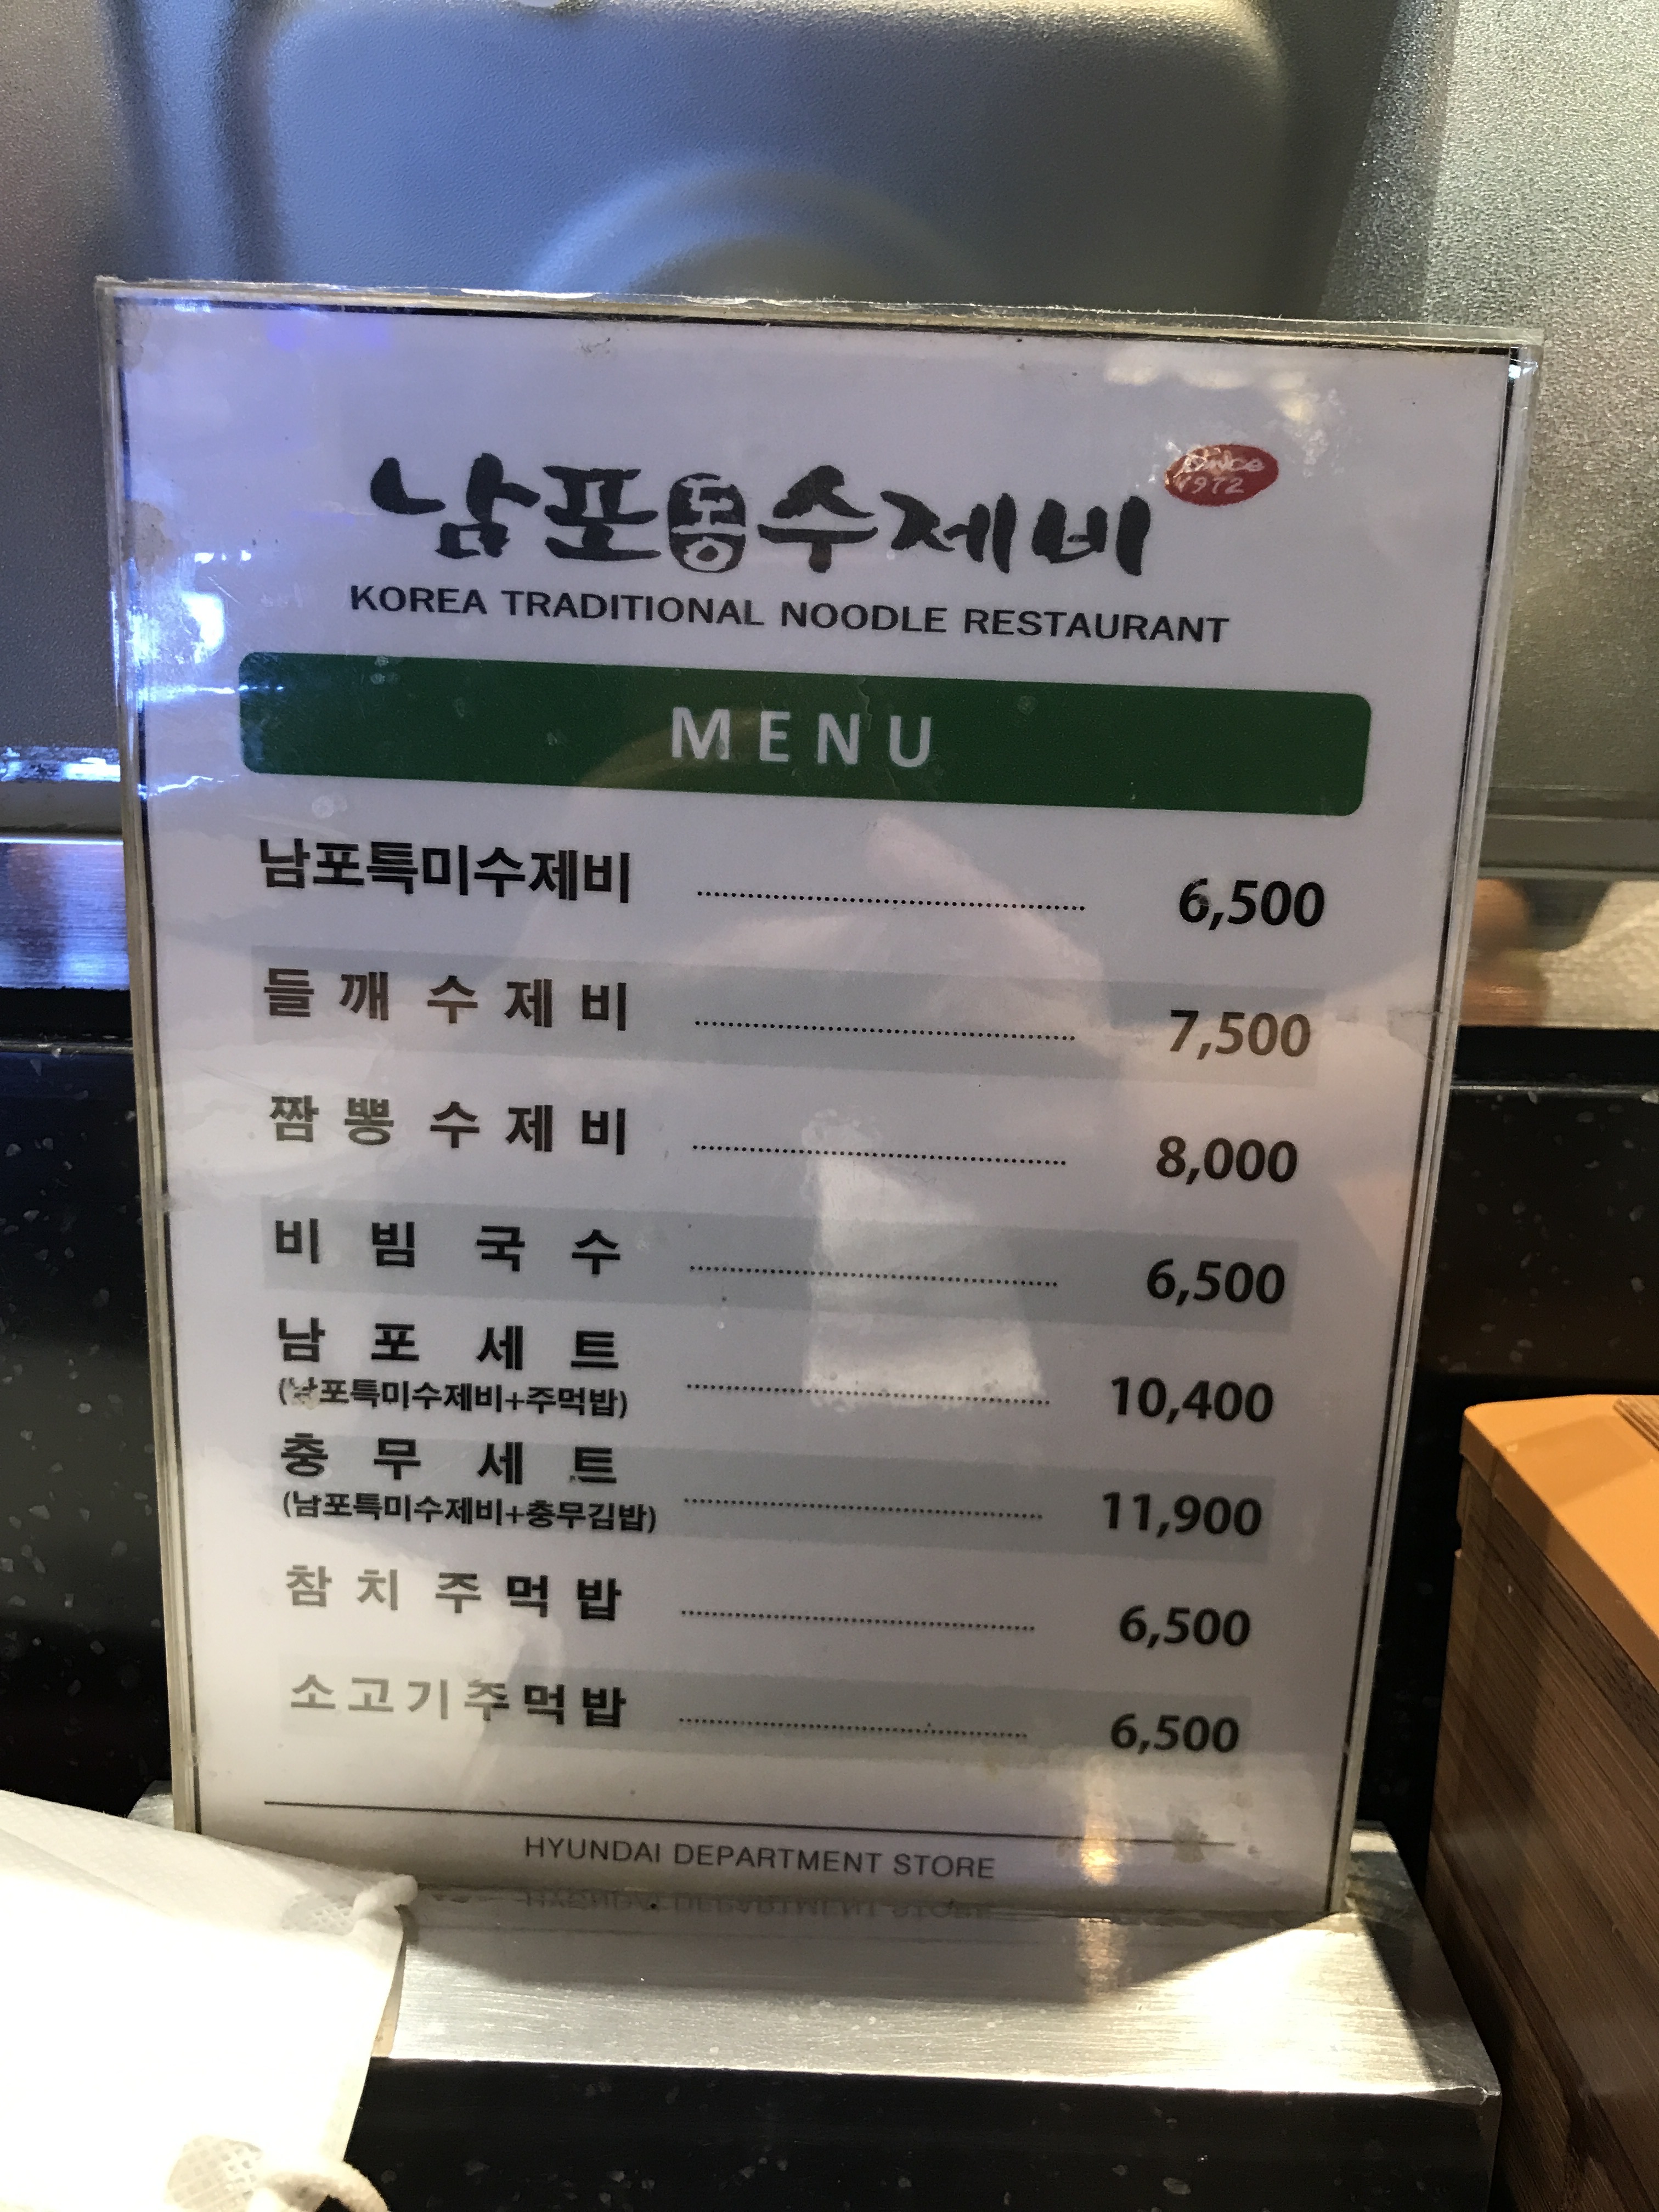 남포동수제비
since
1972
KOREA TRADITIONAL NOODLE RESTAURANT
MENU
남포특미수제비 6,500
들깨수제비 7,500
짬뽕수제비 8,000
비빔국수 6,500
남포세트 10,400
(남포특미수제비+주먹밥)
충무세트 11,900
(남포특미수제비+충무김밥)
참치주먹밥 6,500
소고기주먹밥 6,500
HYUNDAI DEPARTMENT STORE